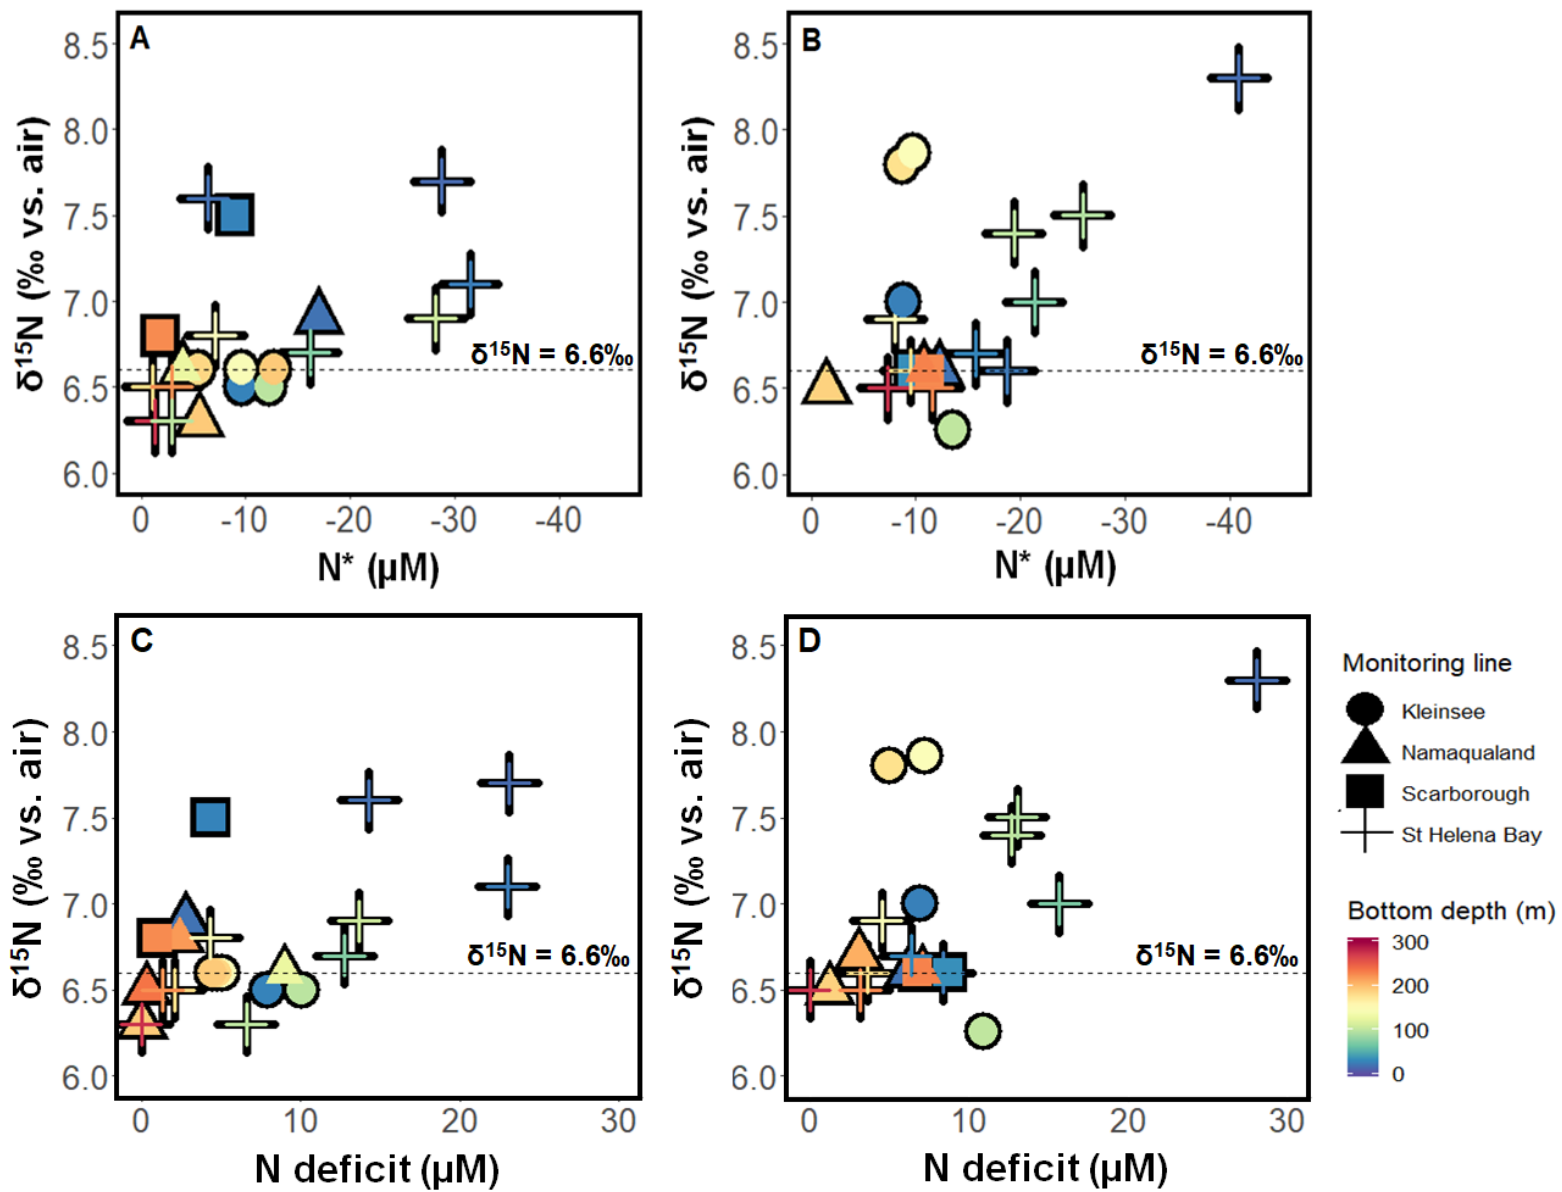 A
8.5
8.0
7.5
7.0
6.5
6.0
δ¹⁵N (‰ vs. air)
δ¹⁵N = 6.6‰
0 -10 -20 -30 -40
N* (µM)
B
8.5
8.0
7.5
7.0
6.5
6.0
δ¹⁵N (‰ vs. air)
δ¹⁵N = 6.6‰
0 -10 -20 -30 -40
N* (µM)
C
8.5
8.0
7.5
7.0
6.5
6.0
δ¹⁵N (‰ vs. air)
δ¹⁵N = 6.6‰
0 10 20 30
N deficit (µM)
D
8.5
8.0
7.5
7.0
6.5
6.0
δ¹⁵N (‰ vs. air)
δ¹⁵N = 6.6‰
0 10 20 30
N deficit (µM)
Monitoring line
Kleinsee
Namaqualand
Scarborough
St Helena Bay
Bottom depth (m)
300
200
100
0